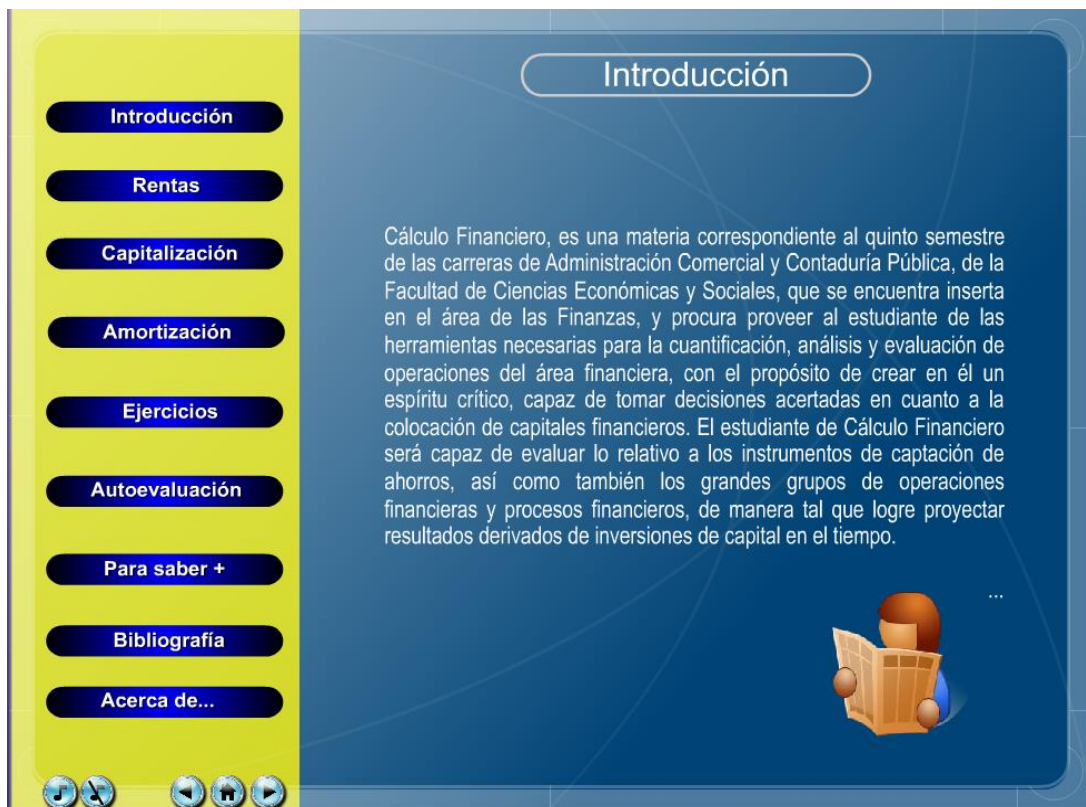 Introducción
Rentas
Capitalización
Amortización
Ejercicios
Autoevaluación
Para saber +
Bibliografía
Acerca de...
Introducción
Cálculo Financiero, es una materia correspondiente al quinto semestre
de las carreras de Administración Comercial y Contaduría Pública, de la
Facultad de Ciencias Económicas y Sociales, que se encuentra inserta
en el área de las Finanzas, y procura proveer al estudiante de las
herramientas necesarias para la cuantificación, análisis y evaluación de
operaciones del área financiera, con el propósito de crear en él un
espíritu crítico, capaz de tomar decisiones acertadas en cuanto a la
colocación de capitales financieros. El estudiante de Cálculo Financiero
será capaz de evaluar lo relativo a los instrumentos de captación de
ahorros, así como también los grandes grupos de operaciones
financieras y procesos financieros, de manera tal que logre proyectar
resultados derivados de inversiones de capital en el tiempo.
...